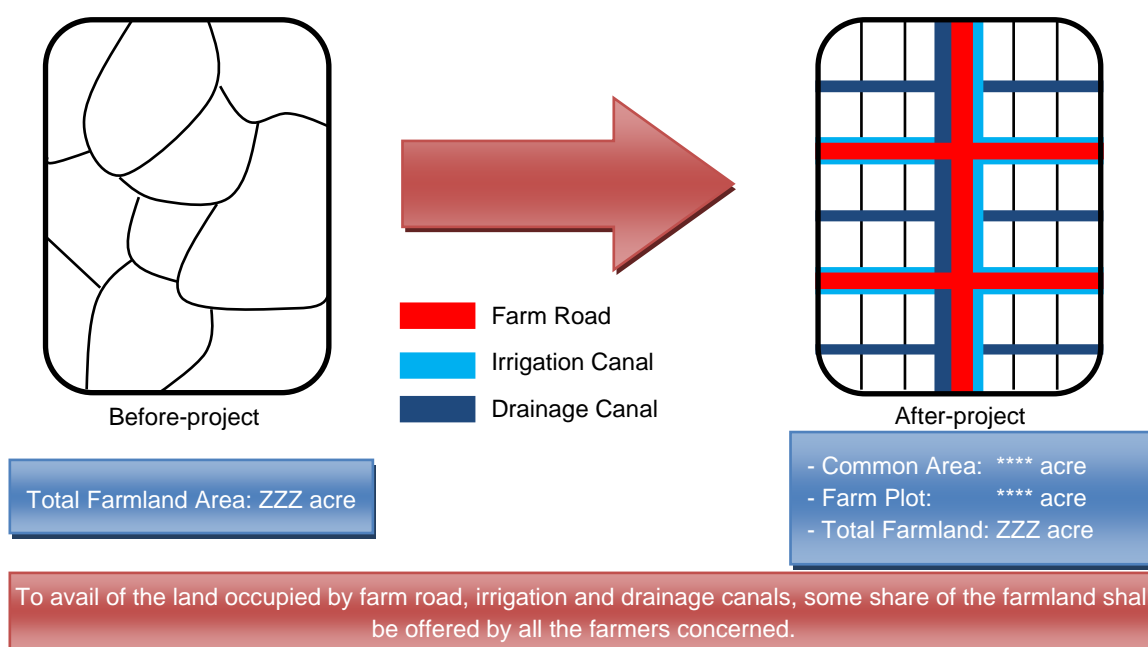 Farm Road
Irrigation Canal
Drainage Canal
Before-project
After-project
Total Farmland Area: ZZZ acre
- Common Area: **** acre
- Farm Plot: **** acre
- Total Farmland: ZZZ acre
To avail of the land occupied by farm road, irrigation and drainage canals, some share of the farmland shal
be offered by all the farmers concerned.